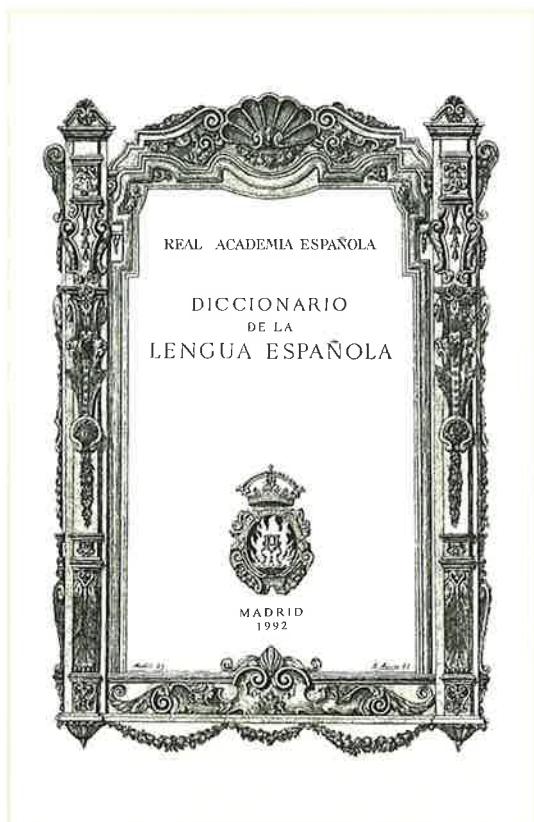 REAL ACADEMIA ESPAÑOLA
DICCIONARIO
DE LA
LENGUA ESPAÑOLA
MADRID
1992